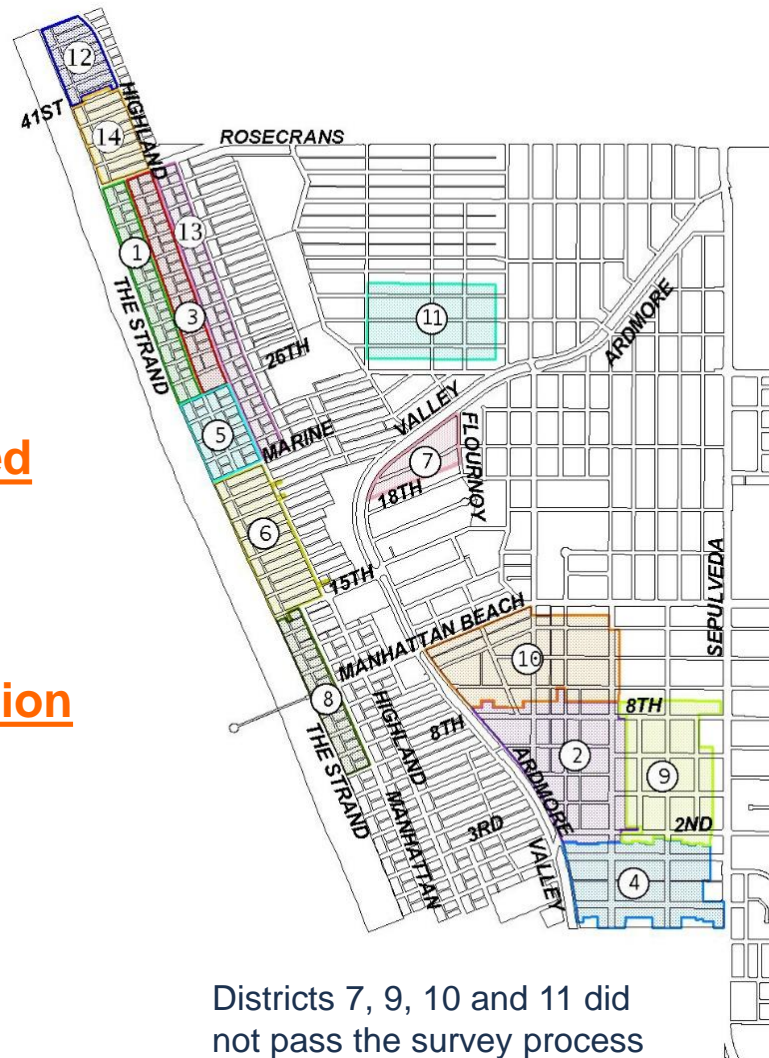 12
41ST
HIGHLAND
14
ROSECRANS
13
1
3
11
THE STRAND
26TH
ARDMORE
VALLEY
5
MARINE
ed
7
FLOURNOY
18TH
6
SEPULVEDA
15TH
MANHATTAN BEACH
10
ion
8
HIGHLAND
8TH
8TH
2
9
THE STRAND
ARDMORE
MANHATTAN
3RD
2ND
VALLEY
4
Districts 7, 9, 10 and 11 did
not pass the survey process